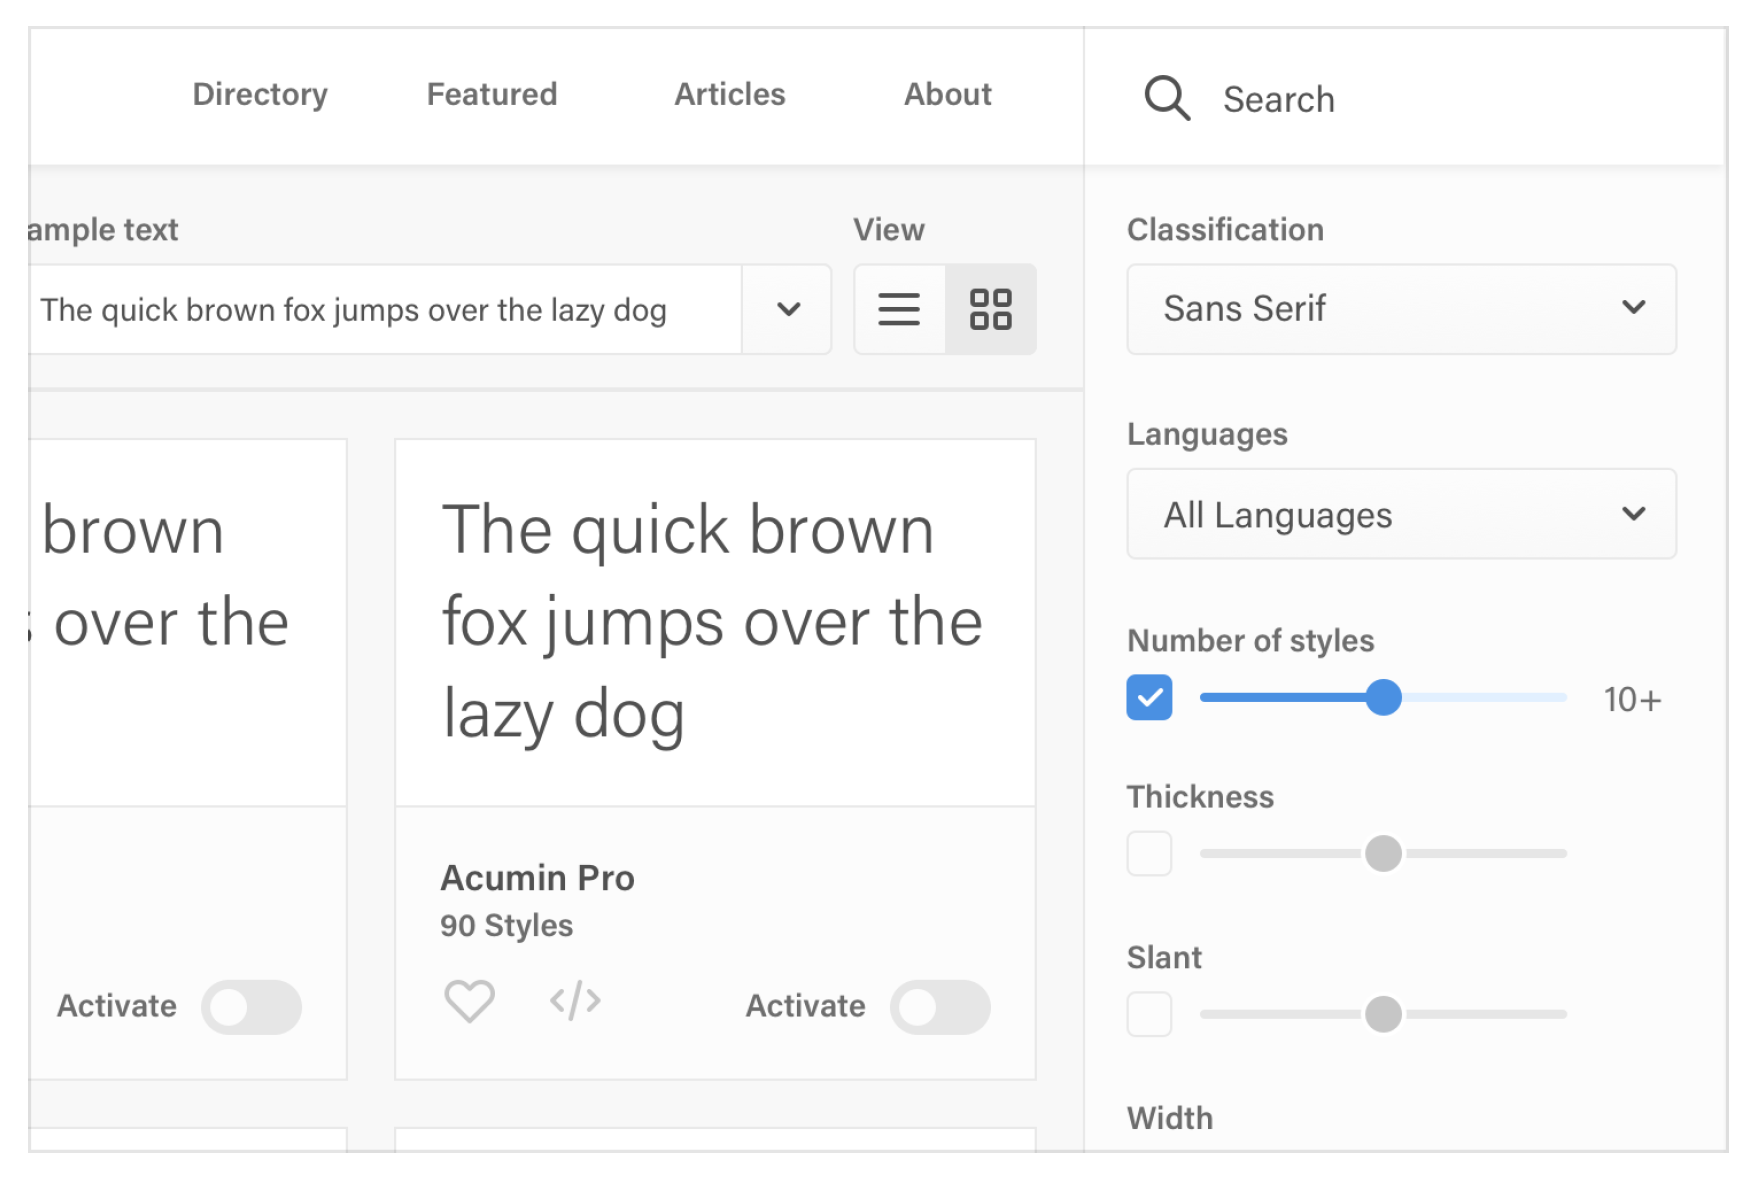 Directory Featured Articles About Search
ample text
View
The quick brown fox jumps over the lazy dog
brown
over the
Activate
The quick brown
fox jumps over the
lazy dog
Acumin Pro
90 Styles
</>
Activate
Classification
Sans Serif
Languages
All Languages
Number of styles
10+
Thickness
Slant
Width